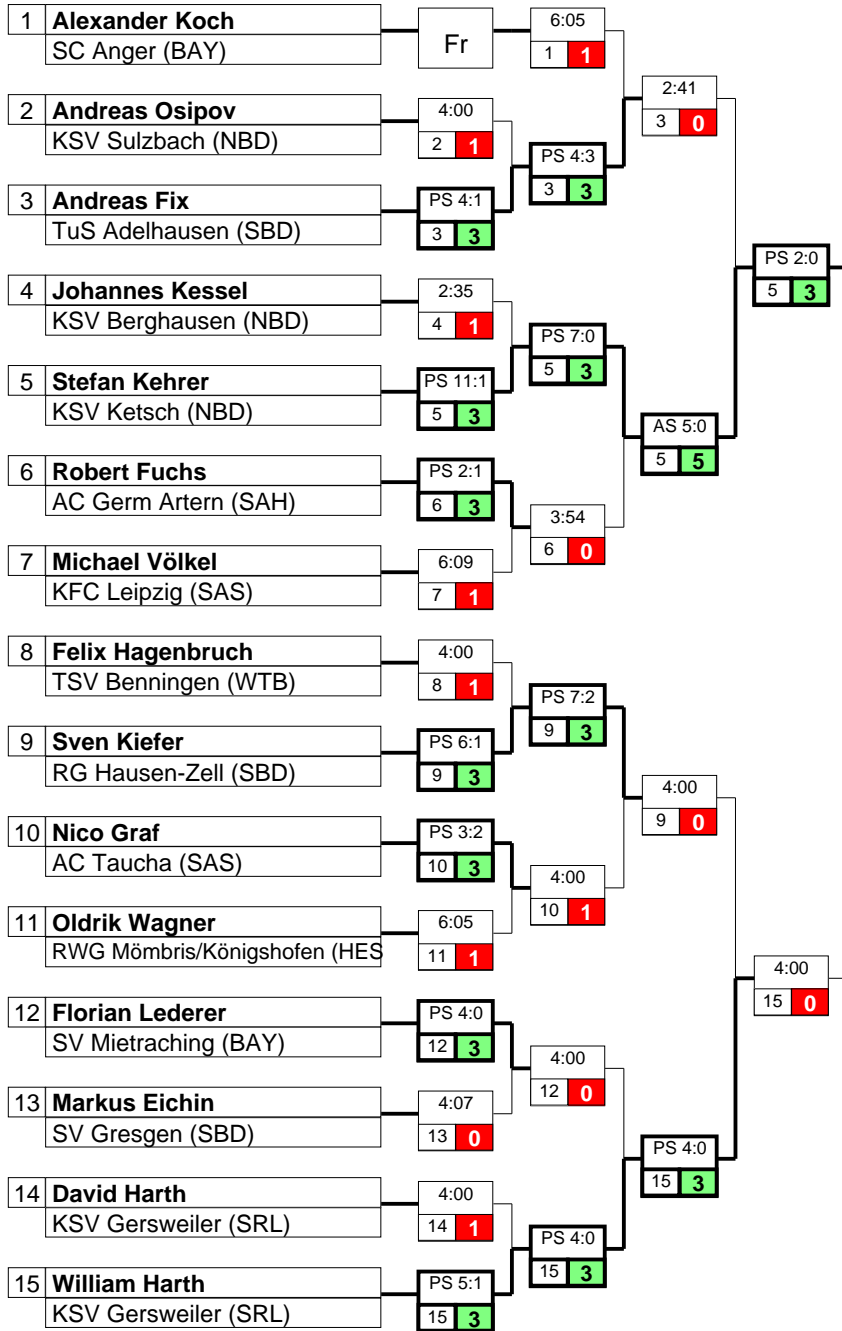 1 Alexander Koch
SC Anger (BAY)
Fr
6:05
1 1
2:41
3 0
2 Andreas Osipov
KSV Sulzbach (NBD)
4:00
2 1
PS 4:3
3 3
3 Andreas Fix
TuS Adelhausen (SBD)
PS 4:1
3 3
PS 2:0
5 3
4 Johannes Kessel
KSV Berghausen (NBD)
2:35
4 1
PS 7:0
5 3
5 Stefan Kehrer
KSV Ketsch (NBD)
PS 11:1
5 3
AS 5:0
5 5
6 Robert Fuchs
AC Germ Artern (SAH)
PS 2:1
6 3
3:54
6 0
7 Michael Völkel
KFC Leipzig (SAS)
6:09
7 1
8 Felix Hagenbruch
TSV Benningen (WTB)
4:00
8 1
PS 7:2
9 3
9 Sven Kiefer
RG Hausen-Zell (SBD)
PS 6:1
9 3
4:00
9 0
10 Nico Graf
AC Taucha (SAS)
PS 3:2
10 3
4:00
10 1
11 Oldrik Wagner
RWG Mömbris/Königshofen (HES
6:05
11 1
4:00
15 0
12 Florian Lederer
SV Mietraching (BAY)
PS 4:0
12 3
4:00
12 0
13 Markus Eichin
SV Gresgen (SBD)
4:07
13 0
PS 4:0
15 3
14 David Harth
KSV Gersweiler (SRL)
4:00
14 1
PS 4:0
15 3
15 William Harth
KSV Gersweiler (SRL)
PS 5:1
15 3